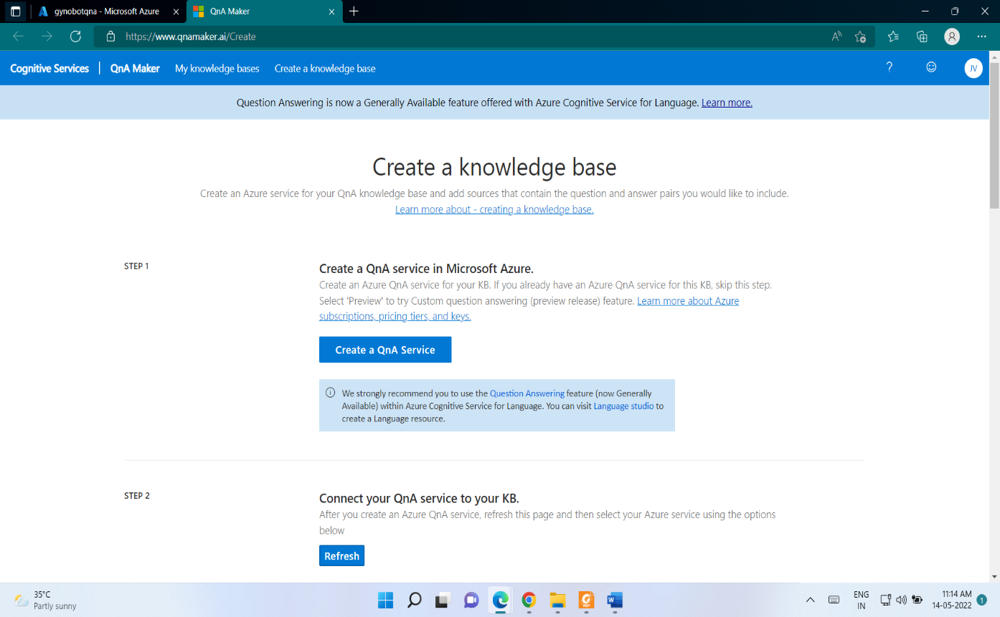 gynobotqna - Microsoft Azure
QnA Maker
https://www.qnamaker.ai/Create
Cognitive Services
QnA Maker
My knowledge bases
Create a knowledge base
?
JV
Question Answering is now a Generally Available feature offered with Azure Cognitive Service for Language. Learn more.
Create a knowledge base
Create an Azure service for your QnA knowledge base and add sources that contain the question and answer pairs you would like to include.
Learn more about - creating a knowledge base.
STEP 1
Create a QnA service in Microsoft Azure.
Create an Azure QnA service for your KB. If you already have an Azure QnA service for this KB, skip this step.
Select 'Preview' to try Custom question answering (preview release) feature. Learn more about Azure
subscriptions, pricing tiers, and keys.
Create a QnA Service
We strongly recommend you to use the Question Answering feature (now Generally
Available) within Azure Cognitive Service for Language. You can visit Language studio to
create a Language resource.
STEP 2
Connect your QnA service to your KB.
After you create an Azure QnA service, refresh this page and then select your Azure service using the options
below
Refresh
35°C
Partly sunny
ENG
IN
11:14 AM
14-05-2022
1